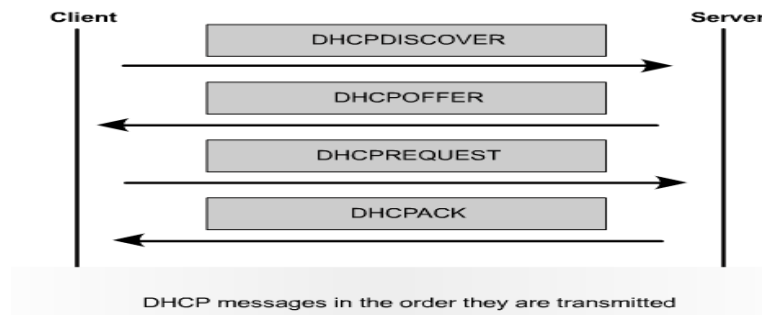 Client Server
DHCPDISCOVER
DHCPOFFER
DHCPREQUEST
DHCPACK
DHCP messages in the order they are transmitted